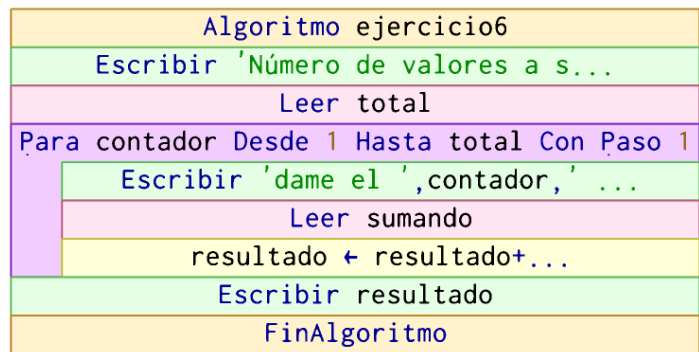 Algoritmo ejercicio6
Escribir 'Número de valores a s...
Leer total
Para contador Desde 1 Hasta total Con Paso 1
Escribir 'dame el ',contador,' ...
Leer sumando
resultado ← resultado+...
Escribir resultado
FinAlgoritmo